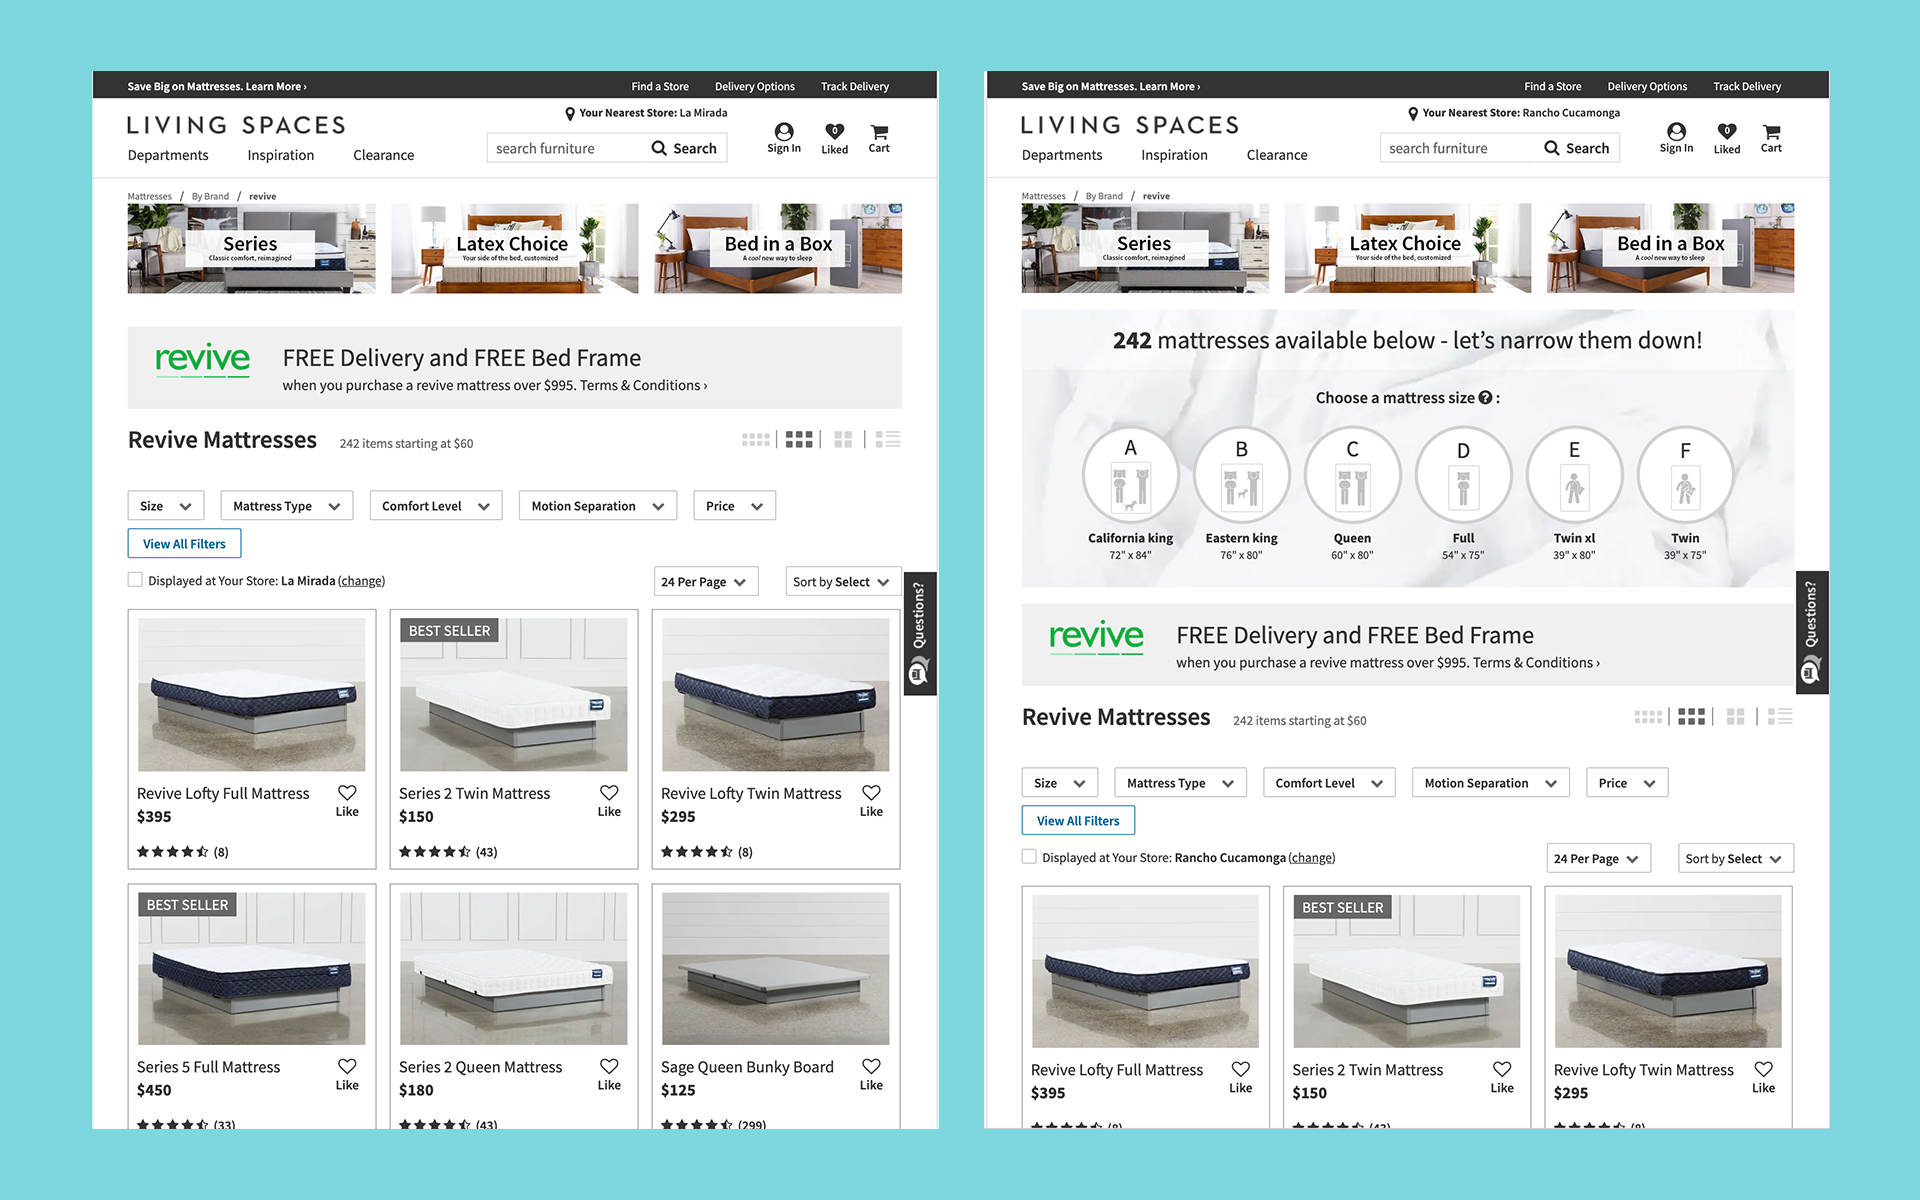 Save Big on Mattresses. Learn More ›
Find a Store
Delivery Options
Track Delivery
Your Nearest Store: La Mirada
LIVING SPACES
search furniture
Search
Sign In
0
Liked
Cart
Departments
Inspiration
Clearance
Mattresses / By Brand / revive
Series
Classic comfort, reimagined
Latex Choice
Your side of the bed, customized
Bed in a Box
A cool new way to sleep
revive
FREE Delivery and FREE Bed Frame
when you purchase a revive mattress over $995. Terms & Conditions ›
Revive Mattresses
242 items starting at $60
Size
Mattress Type
Comfort Level
Motion Separation
Price
View All Filters
Displayed at Your Store: La Mirada (change)
24 Per Page
Sort by Select
Questions?
Revive Lofty Full Mattress
$395
Like
(8)
BEST SELLER
Series 2 Twin Mattress
$150
Like
(43)
Revive Lofty Twin Mattress
$295
Like
(8)
BEST SELLER
Series 5 Full Mattress
$450
Like
(33)
Series 2 Queen Mattress
$180
Like
(43)
Sage Queen Bunky Board
$125
Like
(299)
Save Big on Mattresses. Learn More ›
Find a Store
Delivery Options
Track Delivery
Your Nearest Store: Rancho Cucamonga
LIVING SPACES
search furniture
Search
Sign In
0
Liked
Cart
Departments
Inspiration
Clearance
Mattresses / By Brand / revive
Series
Classic comfort, reimagined
Latex Choice
Your side of the bed, customized
Bed in a Box
A cool new way to sleep
242 mattresses available below - let's narrow them down!
Choose a mattress size ? :
A
California king
72" x 84"
B
Eastern king
76" x 80"
C
Queen
60" x 80"
D
Full
54" x 75"
E
Twin xl
39" x 80"
F
Twin
39" x 75"
Questions?
revive
FREE Delivery and FREE Bed Frame
when you purchase a revive mattress over $995. Terms & Conditions ›
Revive Mattresses
242 items starting at $60
Size
Mattress Type
Comfort Level
Motion Separation
Price
View All Filters
Displayed at Your Store: Rancho Cucamonga (change)
24 Per Page
Sort by Select
Revive Lofty Full Mattress
$395
Like
(8)
BEST SELLER
Series 2 Twin Mattress
$150
Like
(43)
Revive Lofty Twin Mattress
$295
Like
(8)